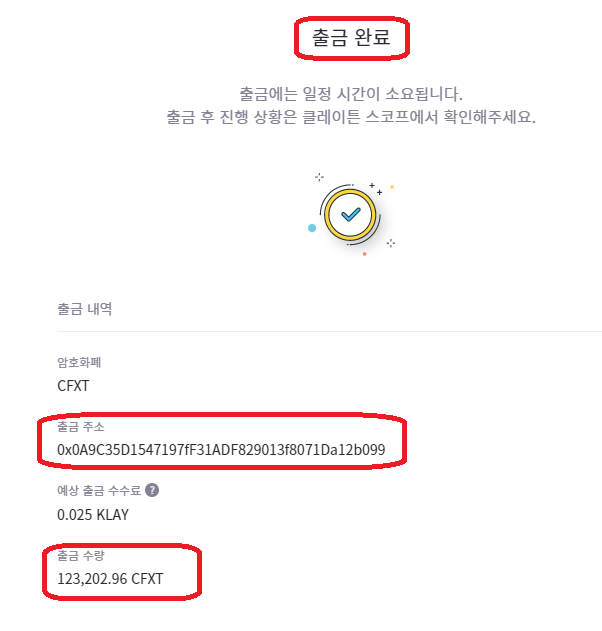 출금 완료
출금에는 일정 시간이 소요됩니다.
출금 후 진행 상황은 클레이튼 스코프에서 확인해주세요.
출금 내역
암호화폐
CFXT
출금 주소
0x0A9C35D1547197fF31ADF829013f8071Da12b099
예상 출금 수수료 ?
0.025 KLAY
출금 수량
123,202.96 CFXT